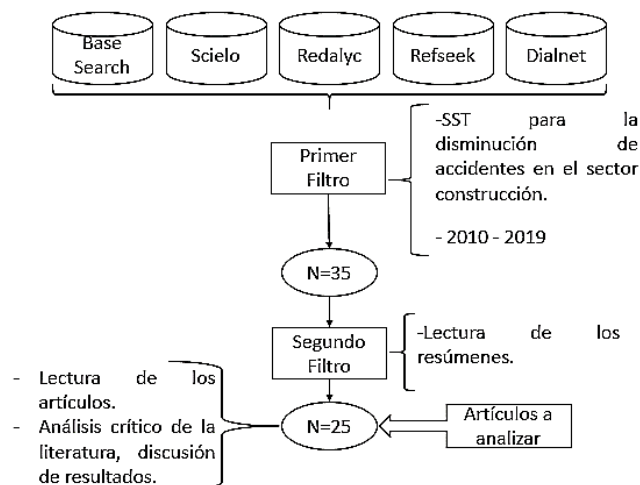 Base
Search
Scielo
Redalyc
Refseek
Dialnet
Primer
Filtro
-SST para la
disminución de
accidentes en el sector
construcción.
- 2010 - 2019
N=35
Segundo
Filtro
-Lectura de los
resúmenes.
- Lectura de los
artículos.
- Análisis crítico de la
literatura, discusión
de resultados.
N=25
Artículos a
analizar